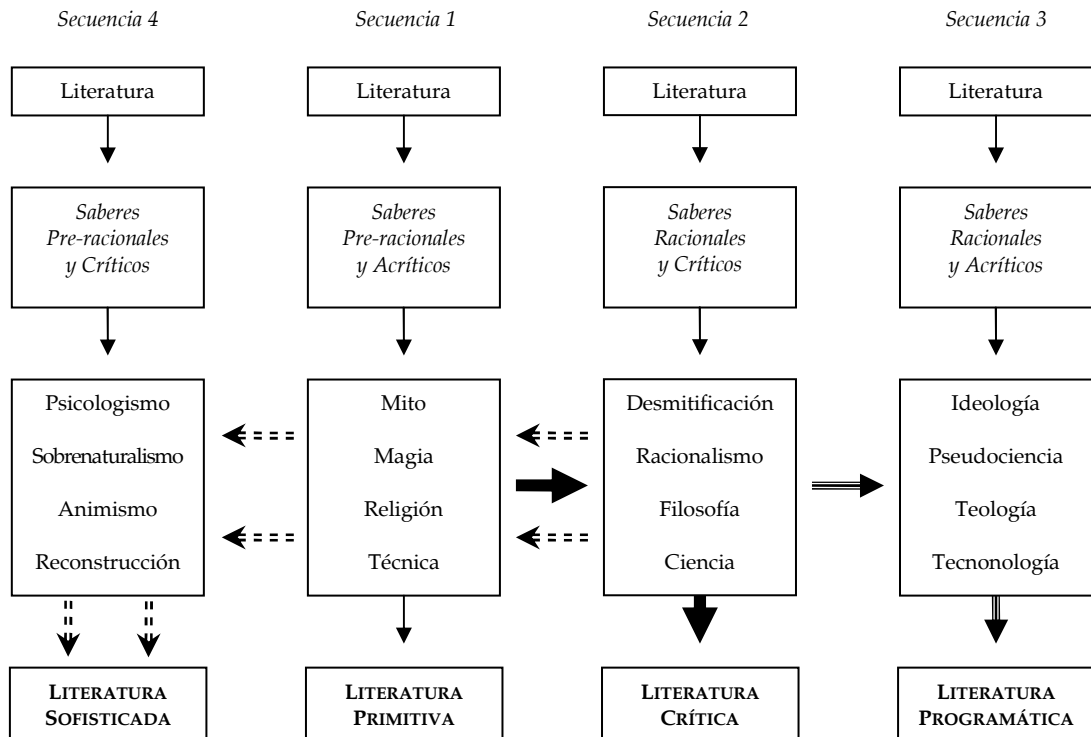 Secuencia 4
Secuencia 1
Secuencia 2
Secuencia 3
Literatura
Literatura
Literatura
Literatura
Saberes
Pre-racionales
y Críticos
Saberes
Pre-racionales
y Acríticos
Saberes
Racionales
y Críticos
Saberes
Racionales
y Acríticos
Psicologismo
Sobrenaturalismo
Animismo
Reconstrucción
Mito
Magia
Religión
Técnica
Desmitificación
Racionalismo
Filosofía
Ciencia
Ideología
Pseudociencia
Teología
Tecnonología
LITERATURA
SOFISTICADA
LITERATURA
PRIMITIVA
LITERATURA
CRÍTICA
LITERATURA
PROGRAMÁTICA